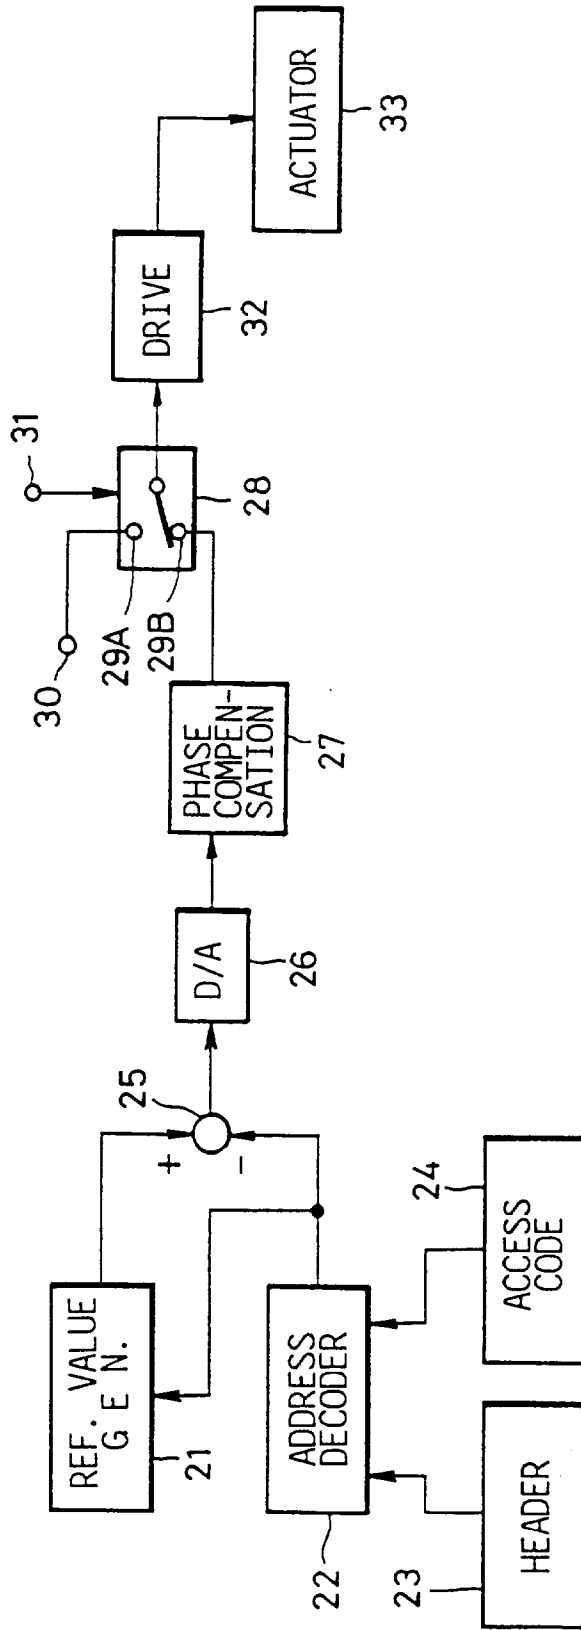 REF. VALUE
G E N.
21
ADDRESS
DECODER
22
HEADER
23
ACCESS
CODE
24
+
-
25
D/A
26
PHASE
COMPEN-
SATION
27
30
29A
29B
31
28
DRIVE
32
ACTUATOR
33